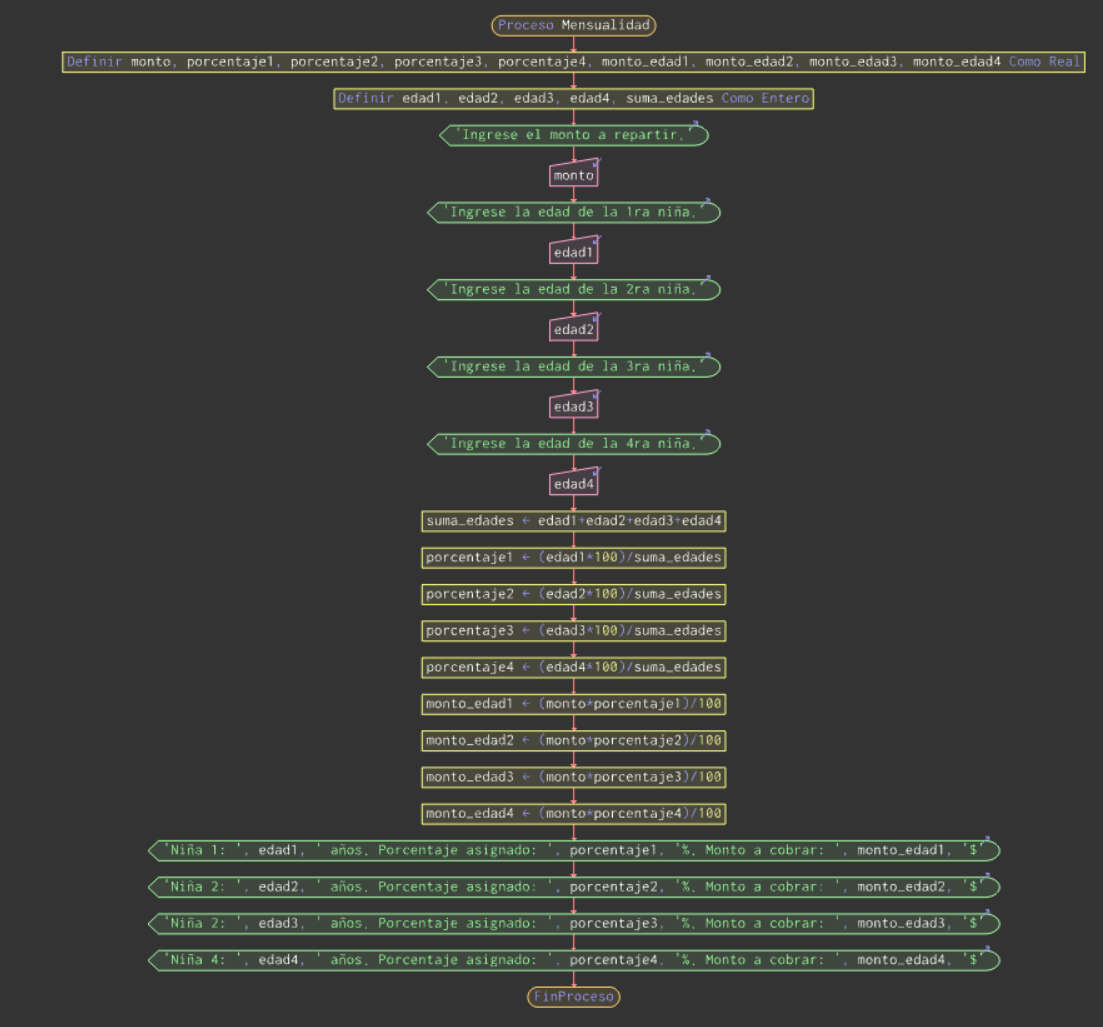 Proceso Mensualidad
Definir monto, porcentaje1, porcentaje2, porcentaje3, porcentaje4, monto_edad1, monto_edad2, monto_edad3, monto_edad4 Como Real
Definir edad1, edad2, edad3, edad4, suma_edades Como Entero
'Ingrese el monto a repartir.'
monto
'Ingrese la edad de la 1ra niña.'
edad1
'Ingrese la edad de la 2ra niña.'
edad2
'Ingrese la edad de la 3ra niña.'
edad3
'Ingrese la edad de la 4ra niña.'
edad4
suma_edades ← edad1+edad2+edad3+edad4
porcentaje1 ← (edad1*100)/suma_edades
porcentaje2 ← (edad2*100)/suma_edades
porcentaje3 ← (edad3*100)/suma_edades
porcentaje4 ← (edad4*100)/suma_edades
monto_edad1 ← (monto*porcentaje1)/100
monto_edad2 ← (monto*porcentaje2)/100
monto_edad3 ← (monto*porcentaje3)/100
monto_edad4 ← (monto*porcentaje4)/100
'Niña 1: ', edad1, ' años. Porcentaje asignado: ', porcentaje1, '%. Monto a cobrar: ', monto_edad1, '$'
'Niña 2: ', edad2, ' años. Porcentaje asignado: ', porcentaje2, '%. Monto a cobrar: ', monto_edad2, '$'
'Niña 2: ', edad3, ' años. Porcentaje asignado: ', porcentaje3, '%. Monto a cobrar: ', monto_edad3, '$'
'Niña 4: ', edad4, ' años. Porcentaje asignado: ', porcentaje4, '%. Monto a cobrar: ', monto_edad4, '$'
FinProceso